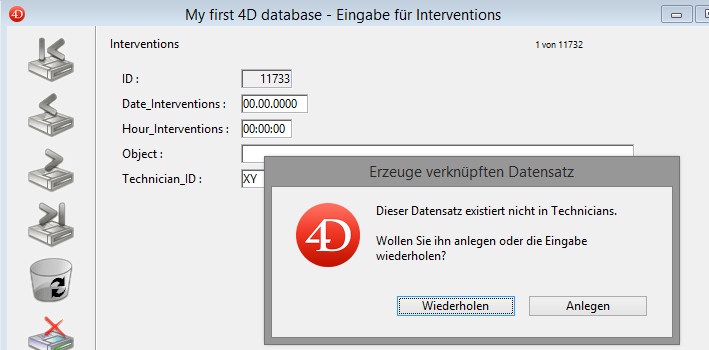 My first 4D database - Eingabe für Interventions
Interventions 1 von 11732
ID : 11733
Date_Interventions : 00.00.0000
Hour_Interventions : 00:00:00
Object :
Technician_ID : XY
Erzeuge verknüpften Datensatz
4D
Dieser Datensatz existiert nicht in Technicians.
Wollen Sie ihn anlegen oder die Eingabe
wiederholen?
Wiederholen Anlegen